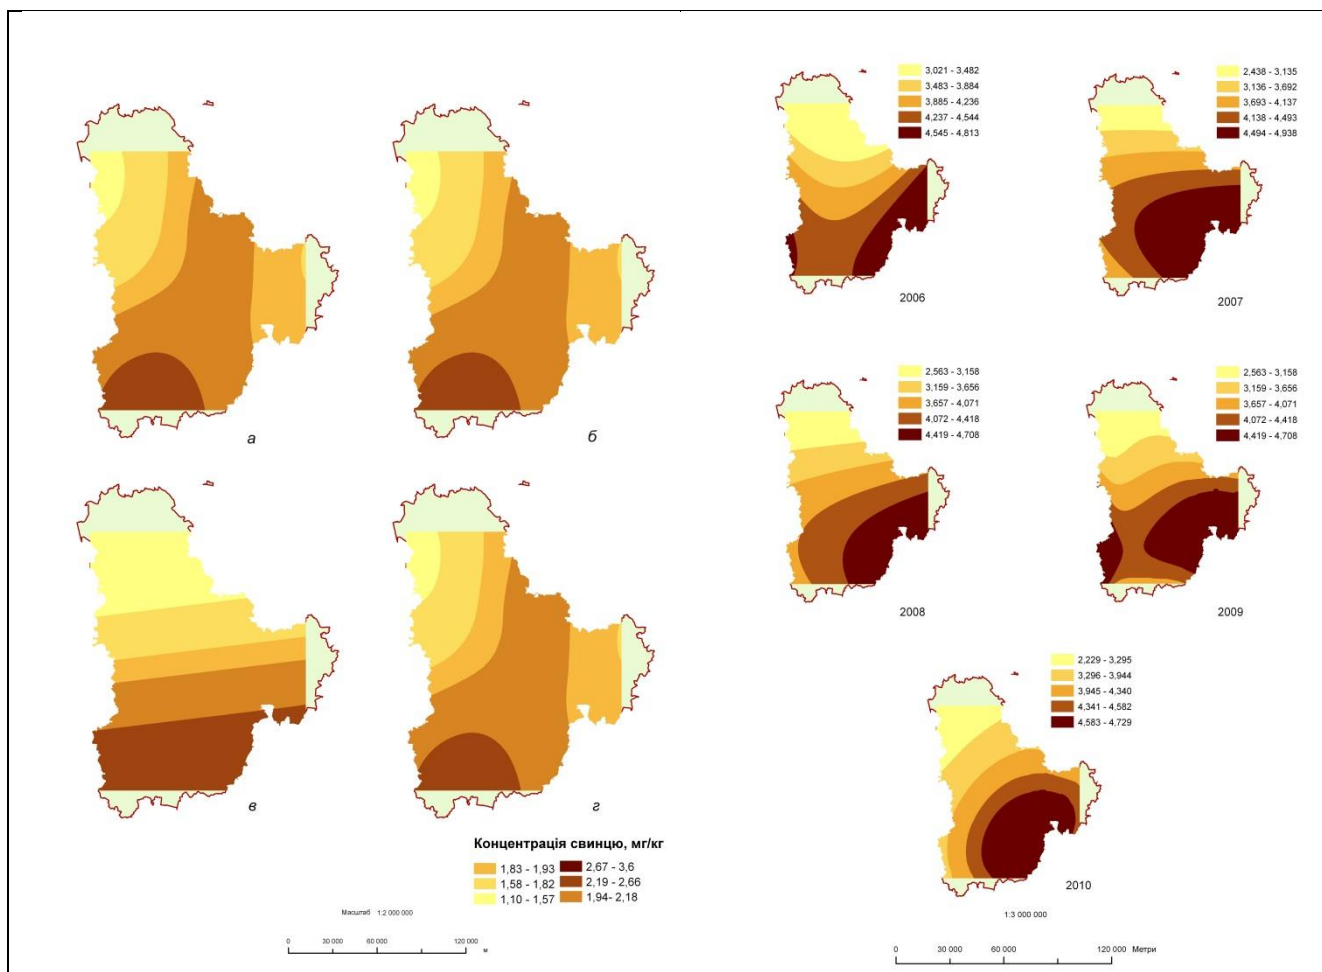 а
б
в
г
Концентрація свинцю, мг/кг
1,83 - 1,93
2,67 - 3,6
1,58 - 1,82
2,19 - 2,66
1,10 - 1,57
1,94- 2,18
Масштаб 1:2 000 000
0 30 000 60 000 120 000
м
3,021 - 3,482
3,483 - 3,884
3,885 - 4,236
4,237 - 4,544
4,545 - 4,813
2006
2,438 - 3,135
3,136 - 3,692
3,693 - 4,137
4,138 - 4,493
4,494 - 4,938
2007
2,563 - 3,158
3,159 - 3,656
3,657 - 4,071
4,072 - 4,418
4,419 - 4,708
2008
2,563 - 3,158
3,159 - 3,656
3,657 - 4,071
4,072 - 4,418
4,419 - 4,708
2009
2,229 - 3,295
3,296 - 3,944
3,945 - 4,340
4,341 - 4,582
4,583 - 4,729
2010
1:3 000 000
0 30 000 60 000 120 000 Метри